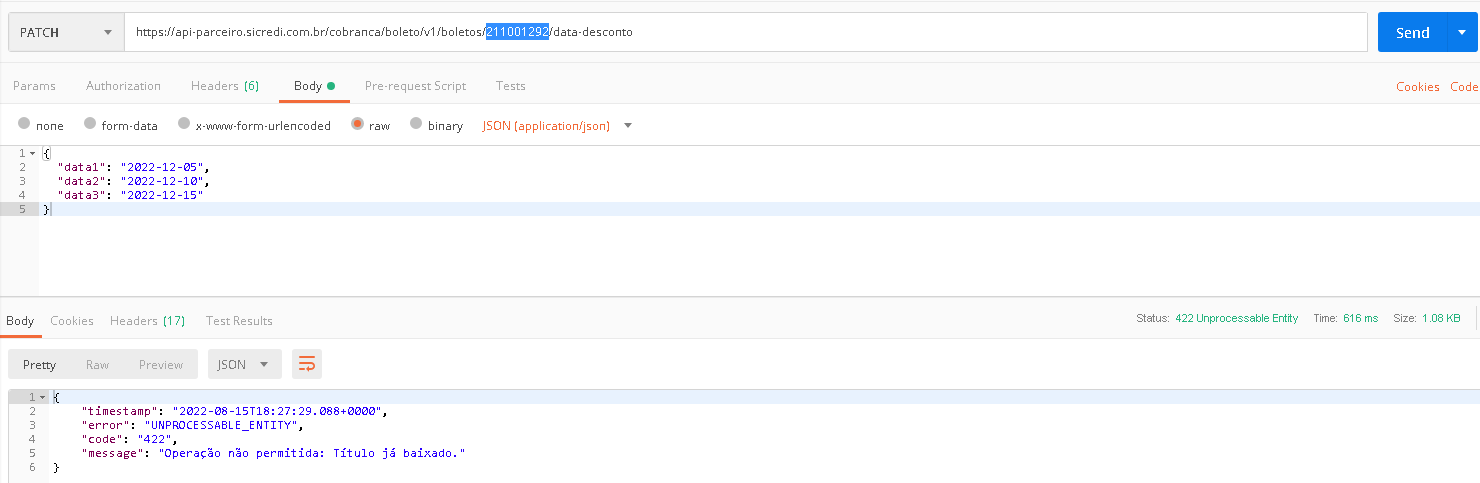 PATCH https://api-parceiro.sicredi.com.br/cobranca/boleto/v1/boletos/211001292/data-desconto Send
Params Authorization Headers (6) Body Pre-request Script Tests Cookies Code
none form-data x-www-form-urlencoded raw binary JSON (application/json)
1 {
2 "data1": "2022-12-05",
3 "data2": "2022-12-10",
4 "data3": "2022-12-15"
5 }
Body Cookies Headers (17) Test Results Status: 422 Unprocessable Entity Time: 616 ms Size: 1.08 KB
Pretty Raw Preview JSON
1 {
2 "timestamp": "2022-08-15T18:27:29.088+0000",
3 "error": "UNPROCESSABLE_ENTITY",
4 "code": "422",
5 "message": "Operação não permitida: Título já baixado."
6 }